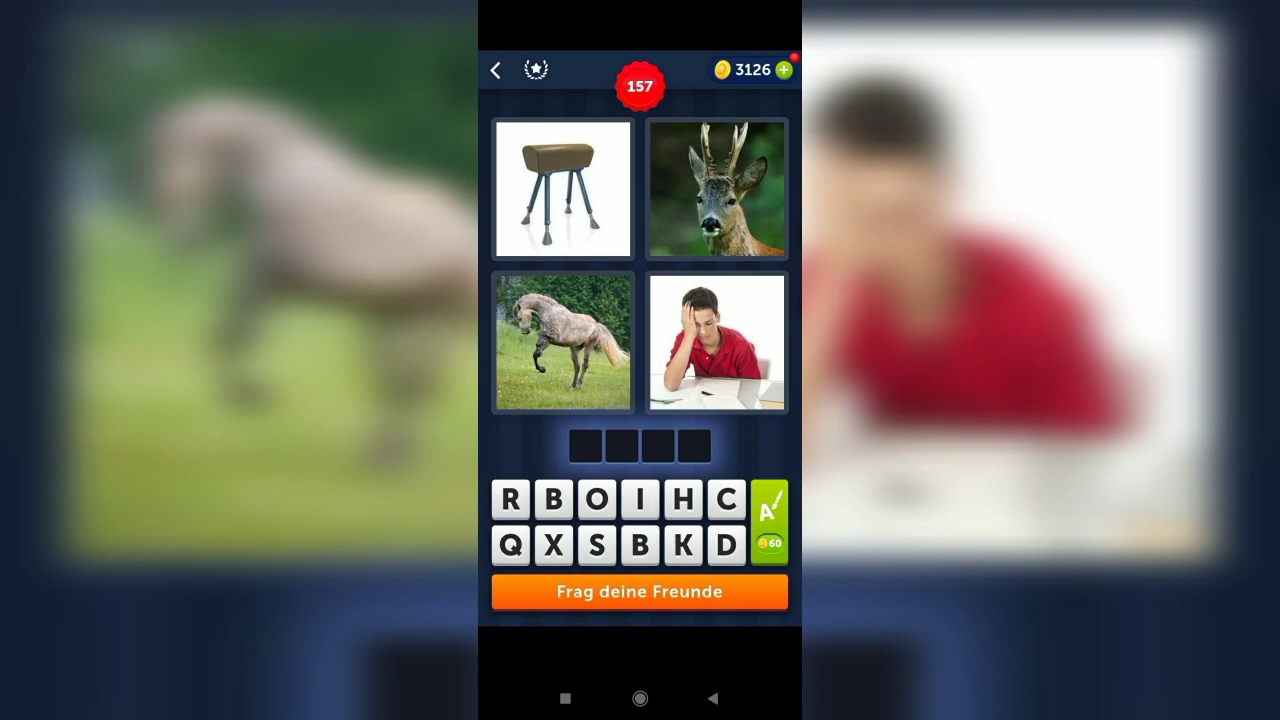 3126
157
R B O I H C
Q X S B K D
A
60
Frag deine Freunde